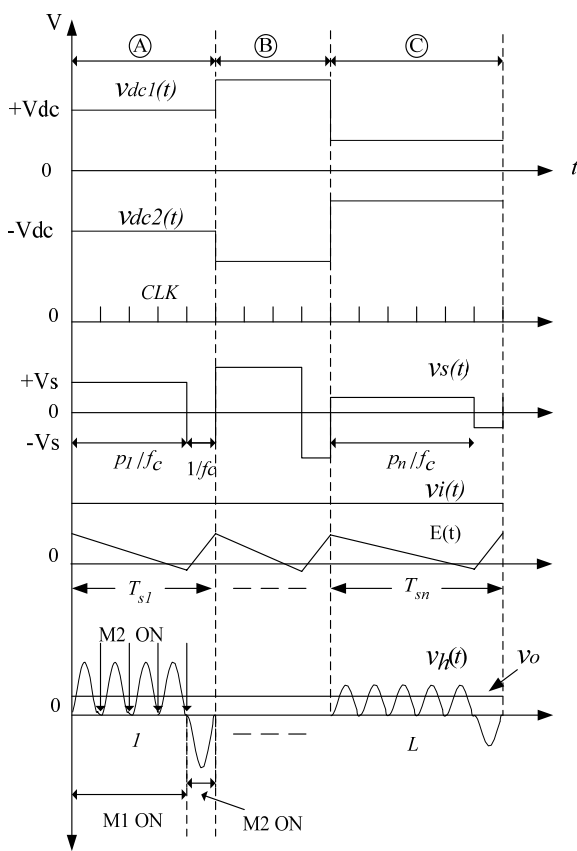 V
Ⓐ Ⓑ Ⓒ
vdc1(t)
+Vdc
0
t
vdc2(t)
-Vdc
CLK
0
+Vs
vs(t)
0
-Vs
p1/fc
1/fc
pn/fc
vi(t)
E(t)
0
Ts1
Tsn
M2 ON
vh(t)
vo
0
1
L
M1 ON
M2 ON